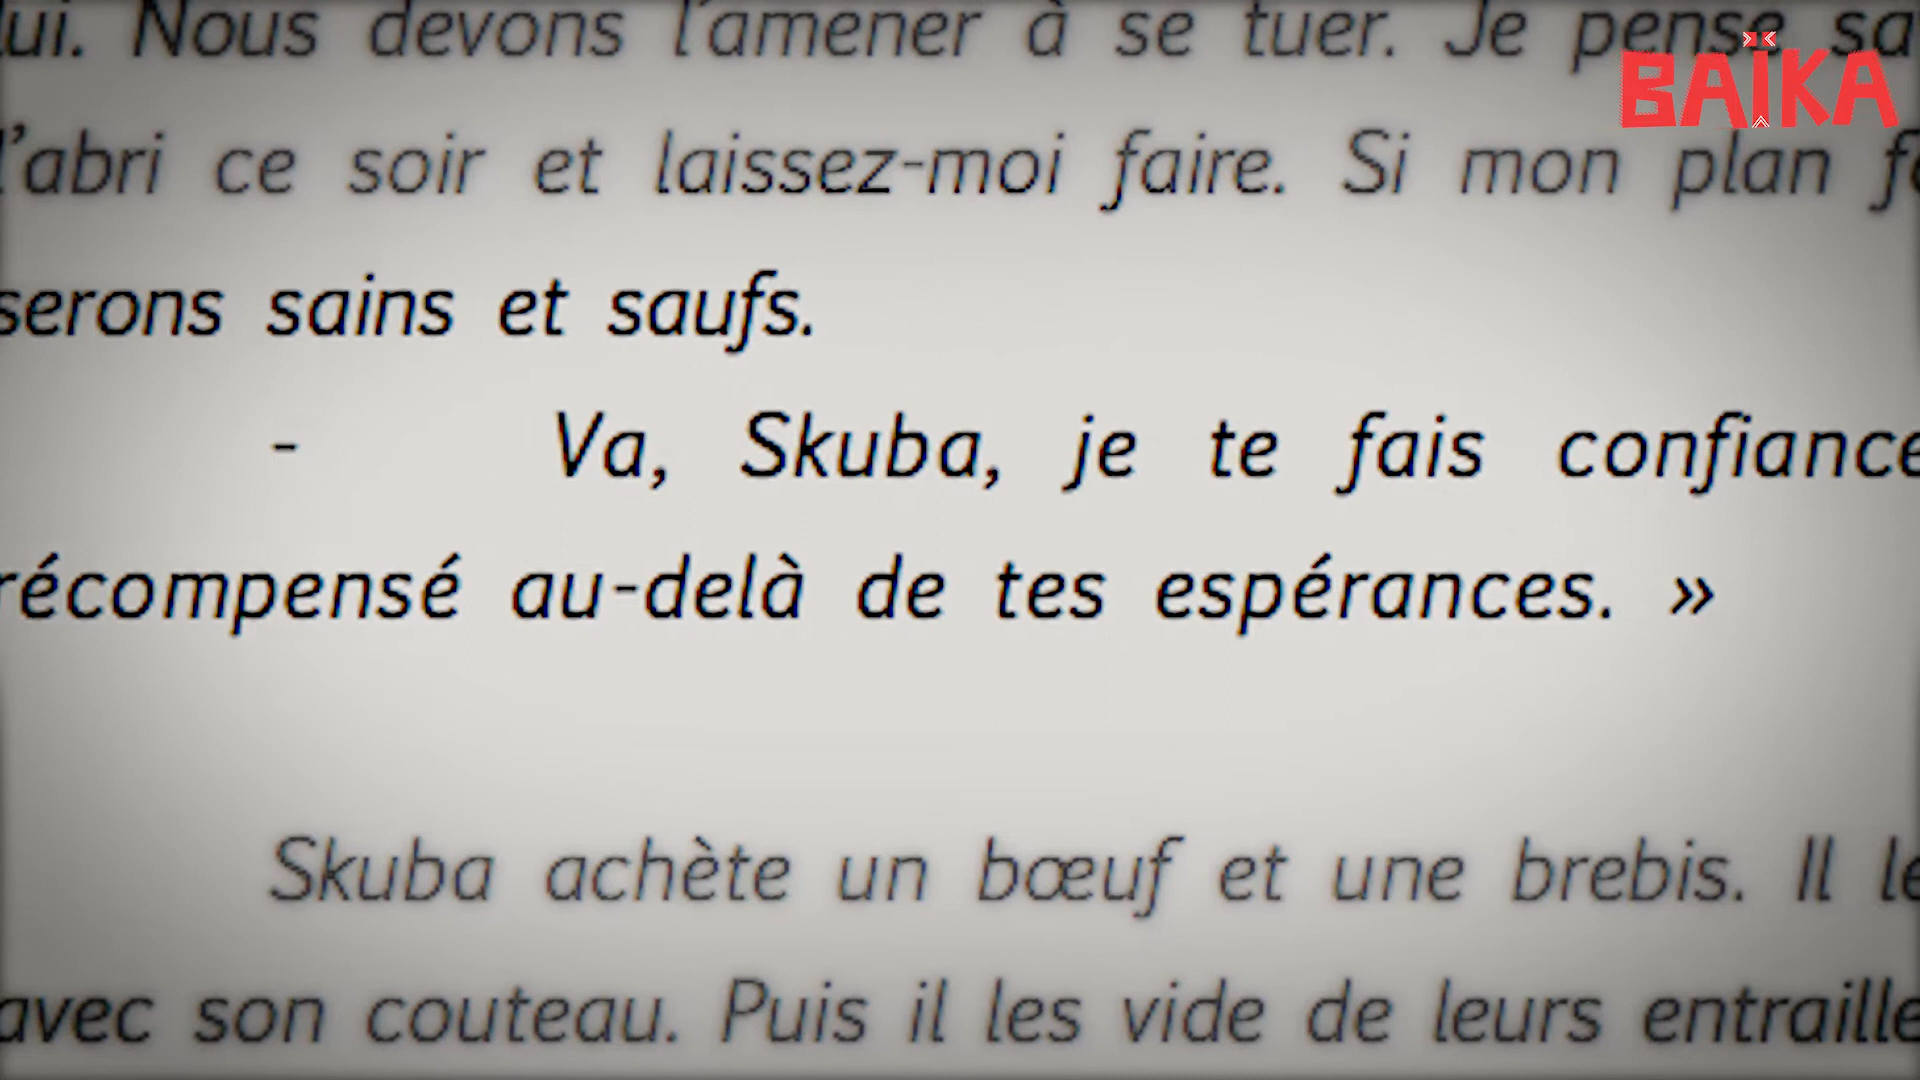 lui. Nous devons l'amener à se tuer. Je pense
BAÏKA
l'abri ce soir et laissez-moi faire. Si mon plan
serons sains et saufs.
- Va, Skuba, je te fais confiance
récompensé au-delà de tes espérances. »
Skuba achète un bœuf et une brebis. Il
avec son couteau. Puis il les vide de leurs entraille